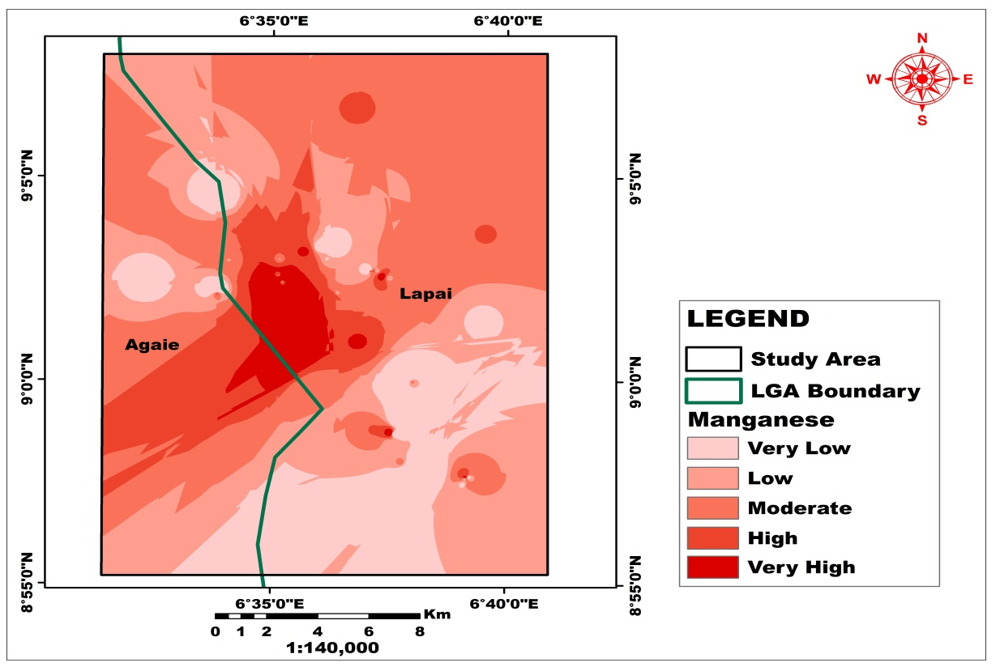 6°35'0"E 6°40'0"E
N
W E
S
9°5'0"N
9°5'0"N
Lapai
Agaie
9°0'0"N
9°0'0"N
8°55'0"N
8°55'0"N
6°35'0"E 6°40'0"E
Km
0 1 2 4 6 8
1:140,000
LEGEND
Study Area
LGA Boundary
Manganese
Very Low
Low
Moderate
High
Very High